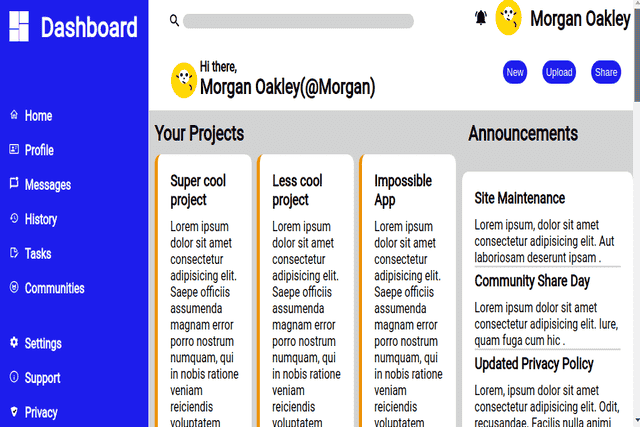 Dashboard
Home
Profile
Messages
History
Tasks
Communities
Settings
Support
Privacy
Morgan Oakley
Hi there,
Morgan Oakley(@Morgan)
New
Upload
Share
Your Projects
Super cool
project
Lorem ipsum
dolor sit amet
consectetur
adipisicing elit.
Saepe officiis
assumenda
magnam error
porro nostrum
numquam, qui
in nobis ratione
veniam
reiciendis
voluptatem
Less cool
project
Lorem ipsum
dolor sit amet
consectetur
adipisicing elit.
Saepe officiis
assumenda
magnam error
porro nostrum
numquam, qui
in nobis ratione
veniam
reiciendis
voluptatem
Impossible
App
Lorem ipsum
dolor sit amet
consectetur
adipisicing elit.
Saepe officiis
assumenda
magnam error
porro nostrum
numquam, qui
in nobis ratione
veniam
reiciendis
voluptatem
Announcements
Site Maintenance
Lorem ipsum, dolor sit amet
consectetur adipisicing elit. Aut
laboriosam deserunt ipsam .
Community Share Day
Lorem ipsum, dolor sit amet
consectetur adipisicing elit. Iure,
quam fuga cum hic .
Updated Privacy Policy
Lorem, ipsum dolor sit amet
consectetur adipisicing elit. Odit,
recusandae. Facilis nulla animi